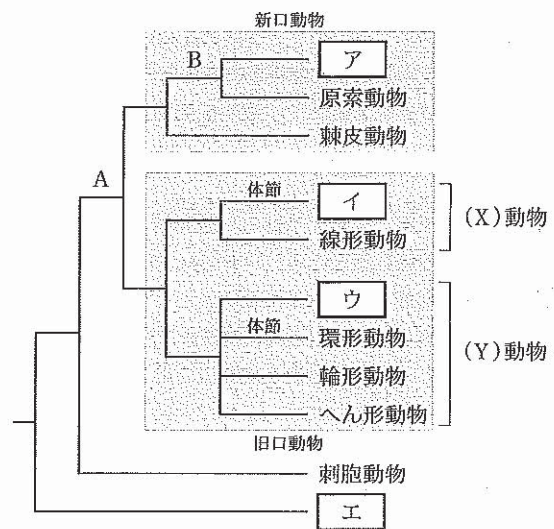 新口動物
B
ア
原索動物
棘皮動物
A
体節
イ
線形動物
(X)動物
ウ
体節
環形動物
輪形動物
へん形動物
(Y)動物
旧口動物
刺胞動物
エ